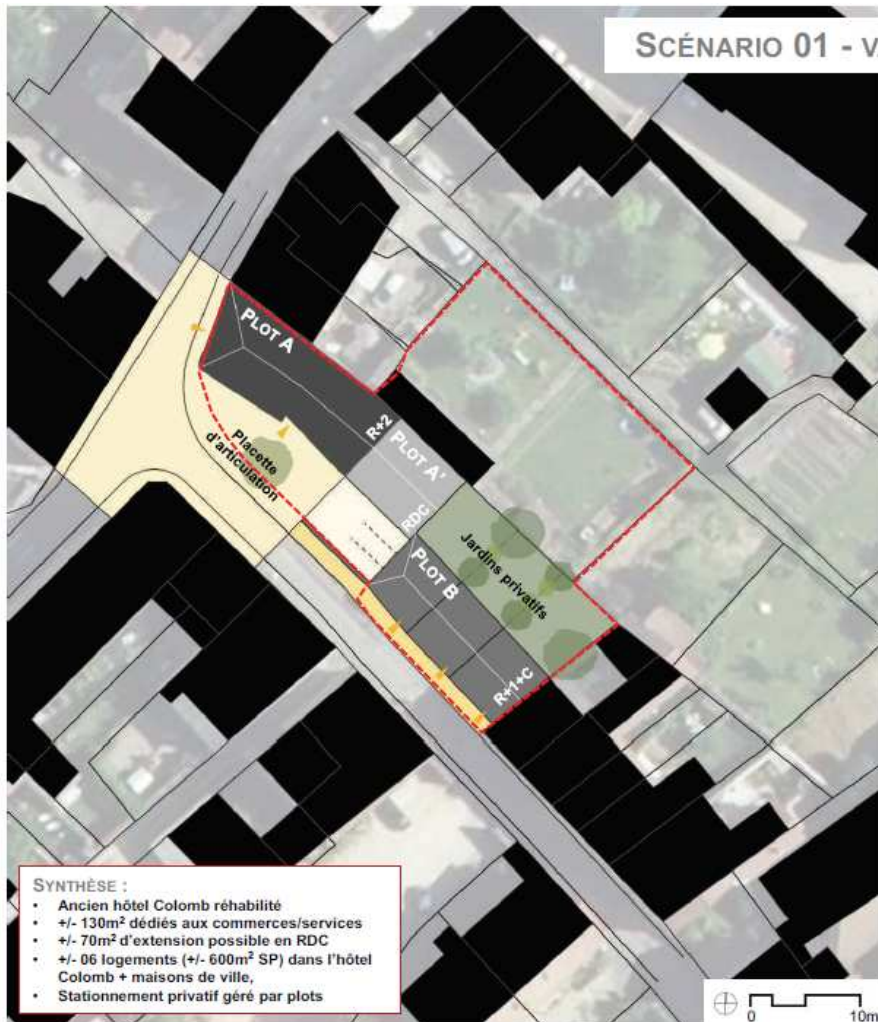 SCÉNARIO 01 -
PLOT A
R+2
PLOT A'
Placette
d'articulation
RDC
PLOT B
Jardins privatifs
R+1+C
SYNTHÈSE :
• Ancien hôtel Colomb réhabilité
• +/- 130m² dédiés aux commerces/services
• +/- 70m² d'extension possible en RDC
• +/- 06 logements (+/- 600m² SP) dans l'hôtel
Colomb + maisons de ville,
• Stationnement privatif géré par plots
0 10m